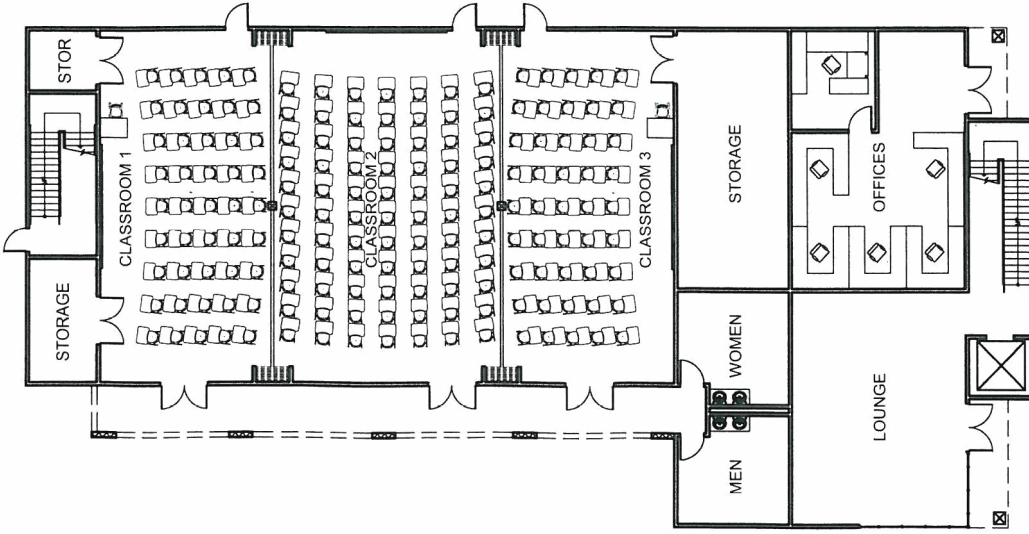 STOR
CLASSROOM 1
STORAGE
CLASSROOM 2
CLASSROOM 3
STORAGE
OFFICES
WOMEN
MEN
LOUNGE